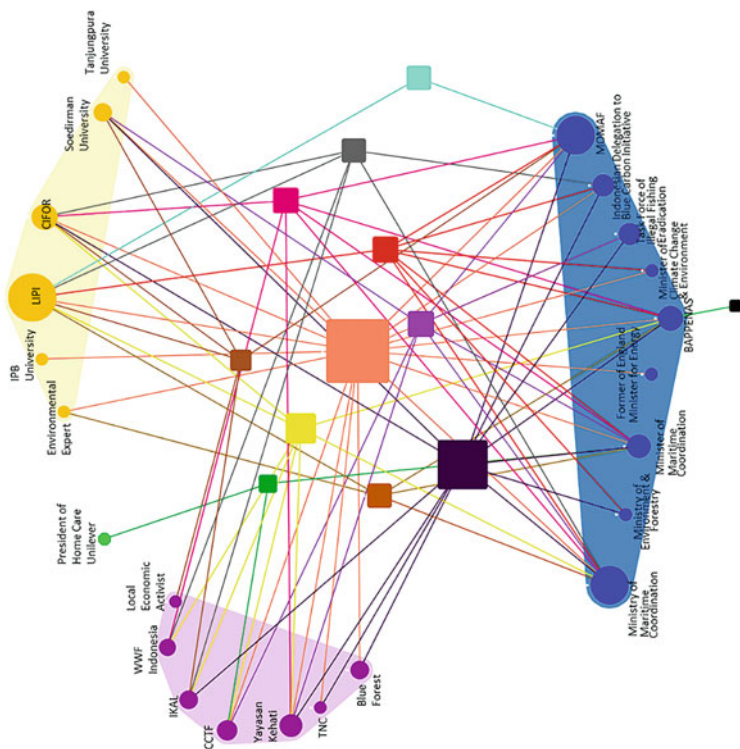 Tanjungpura
University
Soedirman
University
CIFOR
LIPI
IPB
University
Environmental
Expert
President of
Home Care
Unilever
Local
Economic
Activist
WWF
Indonesia
IKAL
CCTF
Yayasan
Kehati
TNC
Blue
Forest
MOMAF
Indonesian Delegation to
Blue Carbon Initiative
Task Force of
Illegal Fishing
Eradication
Minister of
Climate Change
& Environment
BAPPENAS
Former of England
Minister for Energy
Minister of
Maritime
Coordination
Ministry of
Environment &
Forestry
Ministry of
Maritime
Coordination